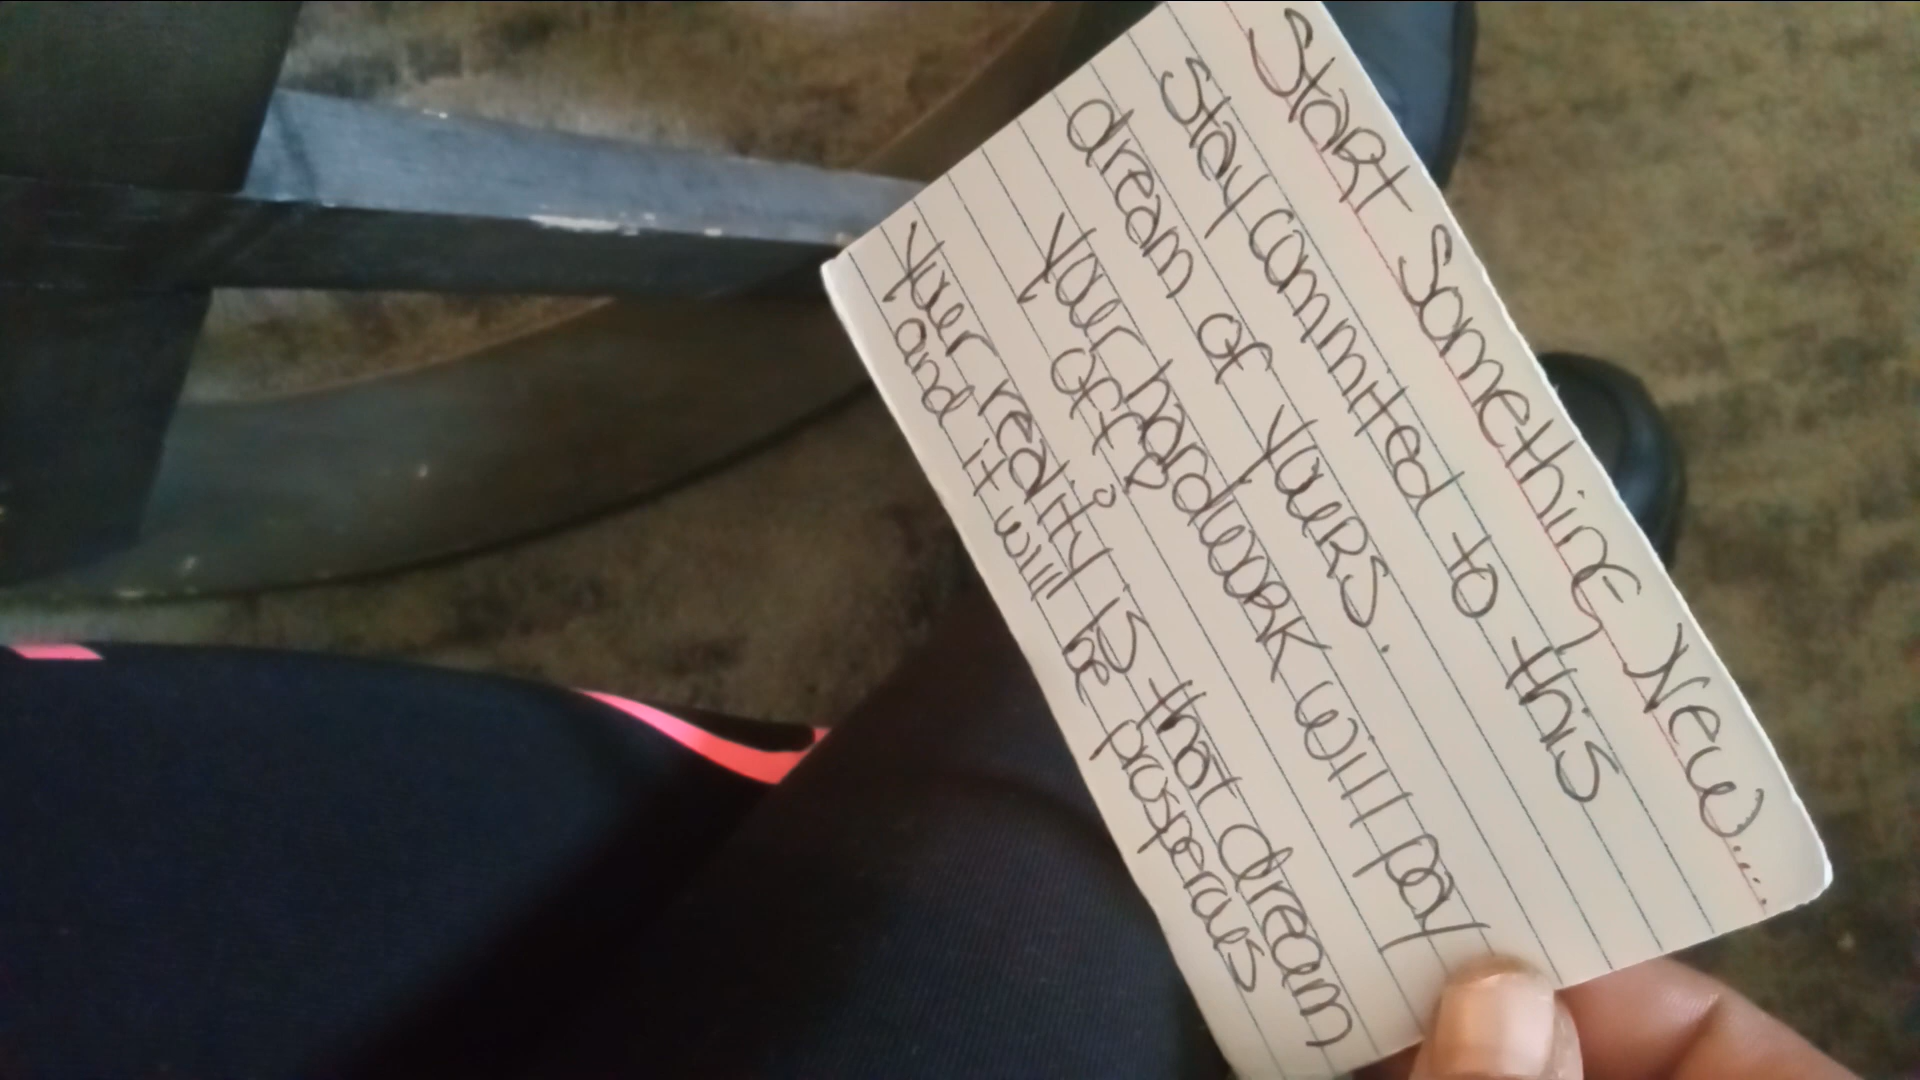 Start Something New....
Stay committed to this
dream of yours.
Your hardwork will pay
off♡
Your reality is that dream
and it will be prosperous